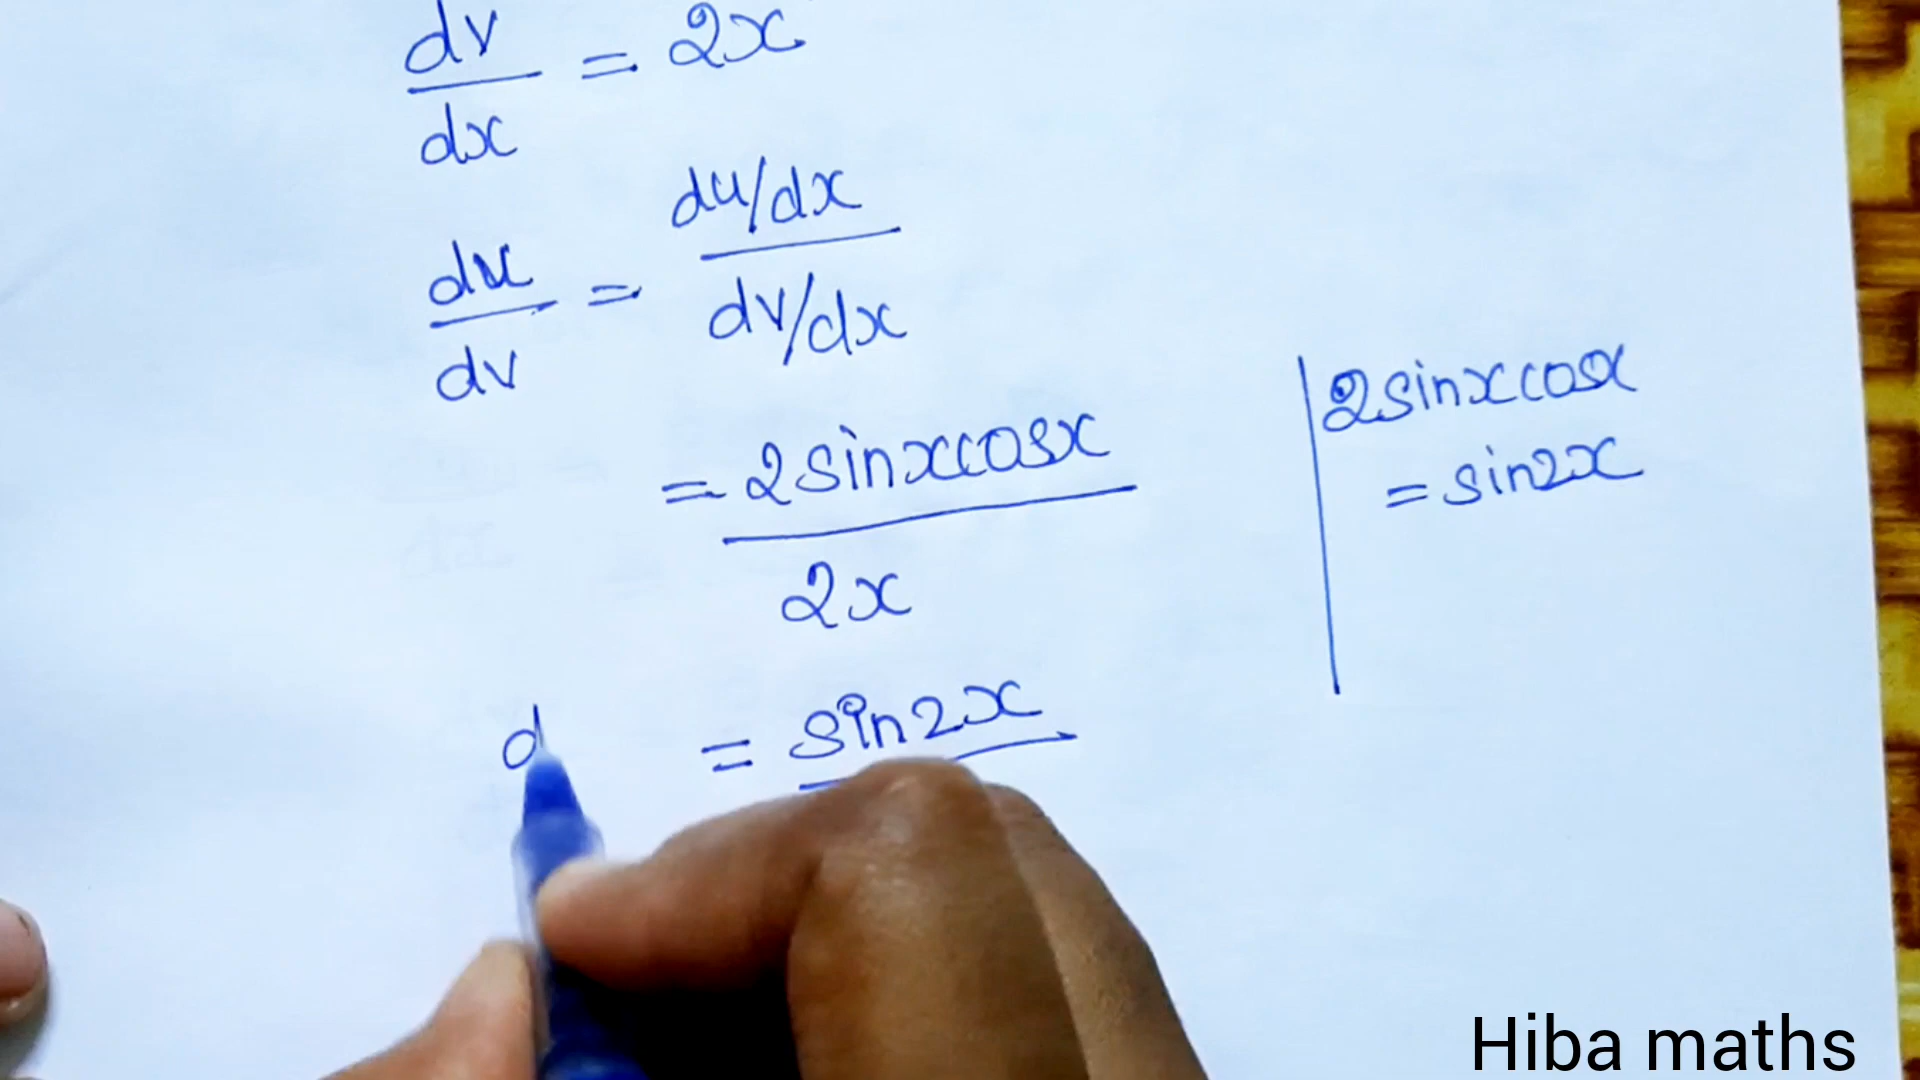 dv/dx = 2x
du/dv = du/dx / dv/dx
= 2sinxcosx / 2x
2sinxcosx
= sin2x
d = sin2x
Hiba maths